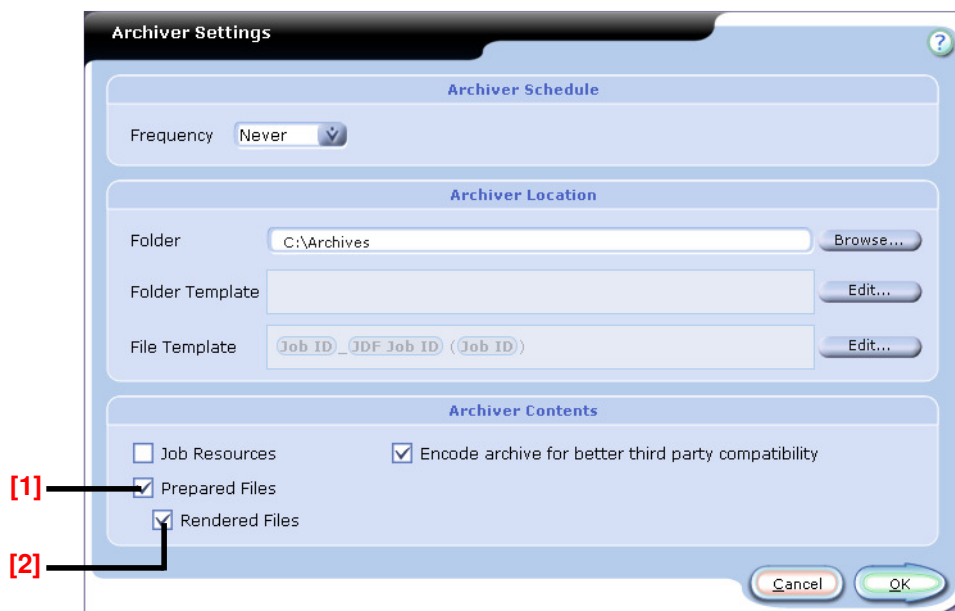 Archiver Settings
?
Archiver Schedule
Frequency Never
Archiver Location
Folder C:\Archives Browse...
Folder Template Edit...
File Template Job ID_JDF Job ID (Job ID) Edit...
Archiver Contents
Job Resources Encode archive for better third party compatibility
[1] Prepared Files
Rendered Files
[2]
Cancel OK